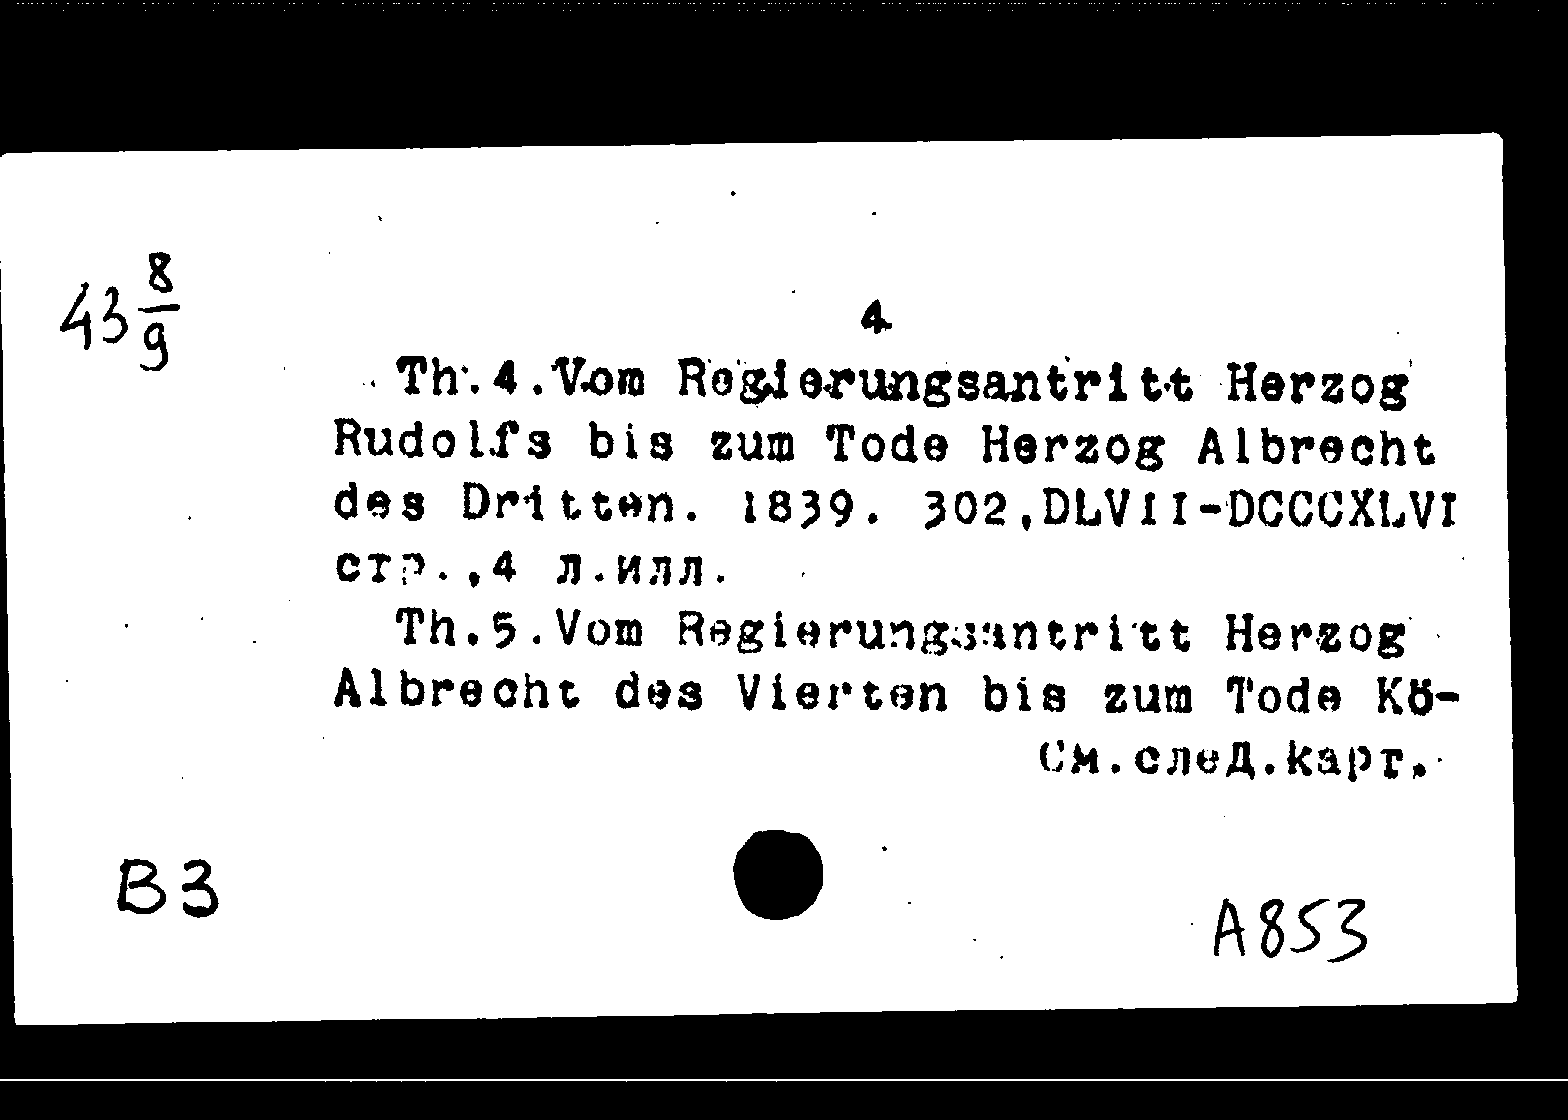 43 8/9
4
Th.4.Vom Regierungsantritt Herzog
Rudolfs bis zum Tode Herzog Albrecht
des Dritten. 1839. 302,DLVII-DCCCXLVI
стр.,4 л.илл.
Th.5.Vom Regierungsantritt Herzog
Albrecht des Vierten bis zum Tode Kö-
См.след.карт.
В3
А853